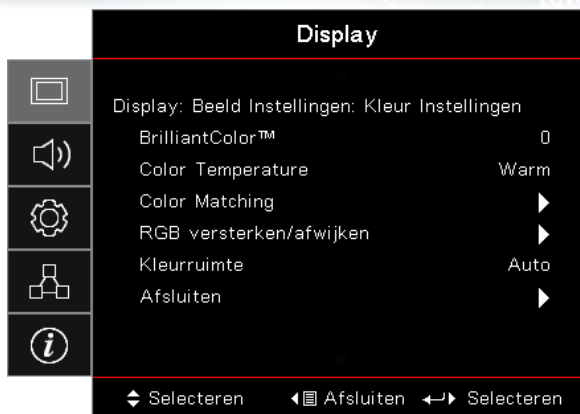 Display
Display: Beeld Instellingen: Kleur Instellingen
BrilliantColor™ 0
Color Temperature Warm
Color Matching
RGB versterken/afwijken
Kleurruimte Auto
Afsluiten
Selecteren Afsluiten Selecteren